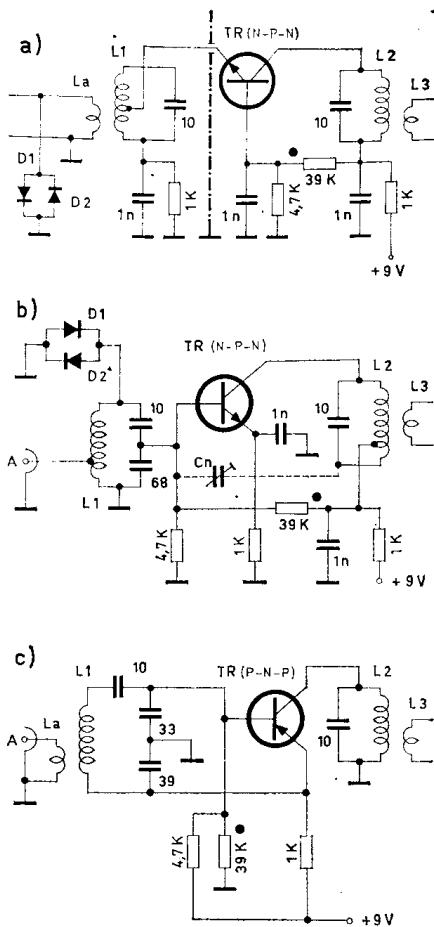 a)
TR (N-P-N)
La
L1
L2
L3
10
10
D1
D2
1n
1K
1n
4,7K
39K
1n
1K
+9V
b)
D1
D2
TR (N-P-N)
10
68
L1
A
Cn
1n
10
L2
L3
39K
4,7K
1K
1n
1K
+9V
c)
L1
10
TR (P-N-P)
La
A
33
39
10
L2
L3
4,7K
39K
1K
+9V